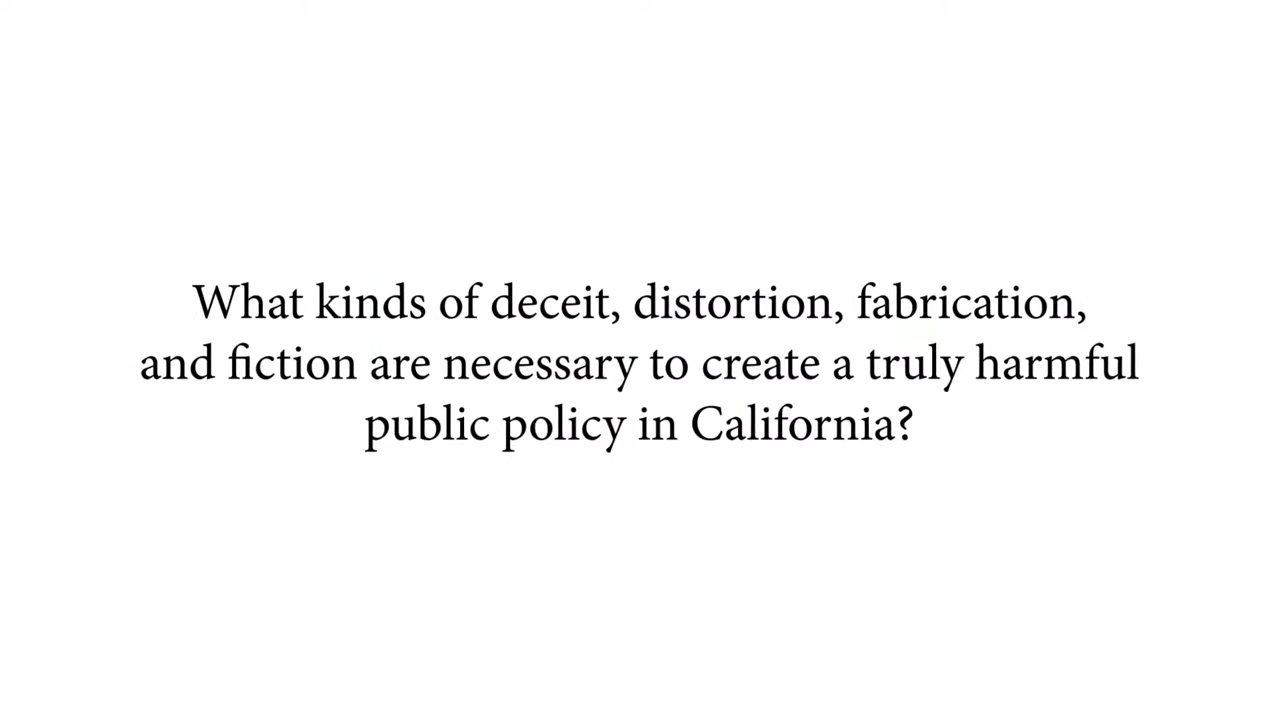 What kinds of deceit, distortion, fabrication,
and fiction are necessary to create a truly harmful
public policy in California?